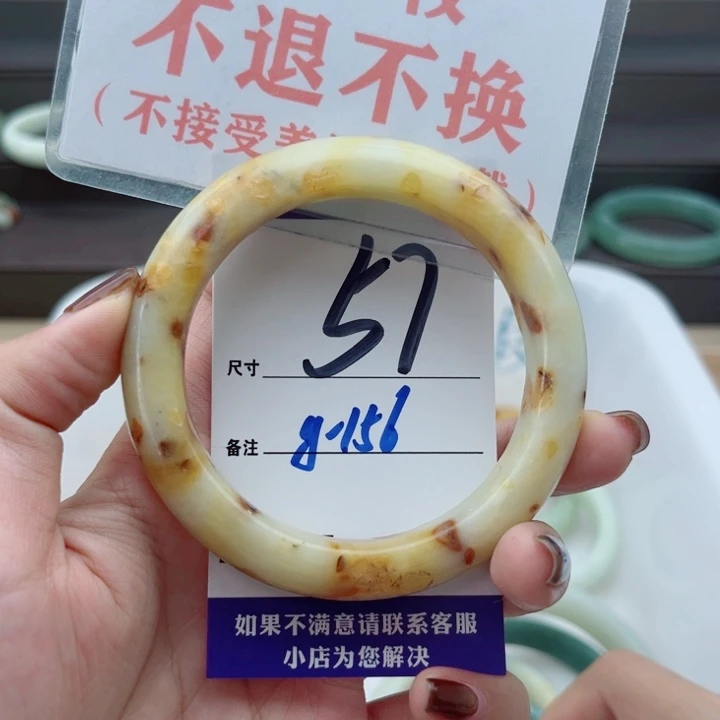 不退不换
(不接受
尺寸 57
备注 g-156
如果不满意请联系客服
小店为您解决